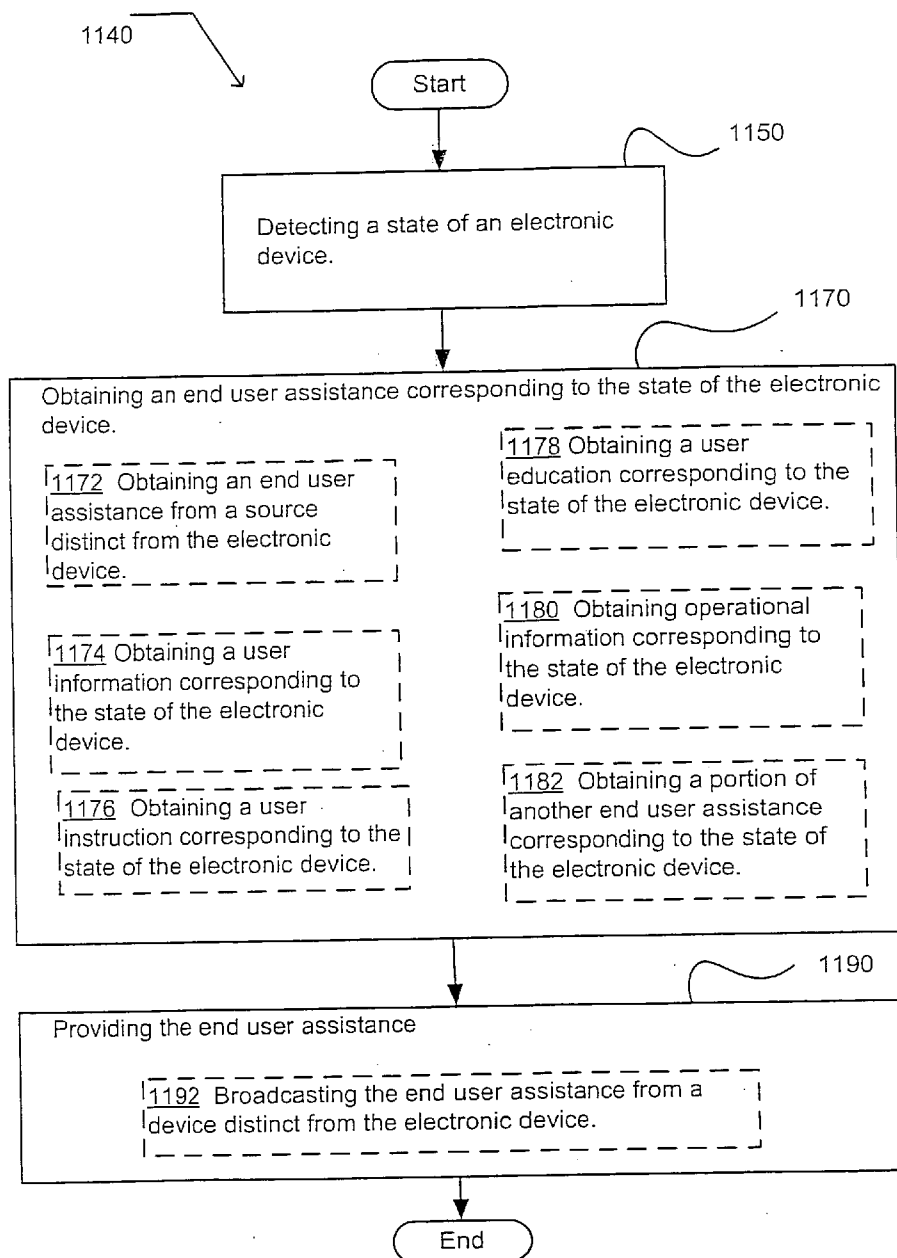 1140
Start
1150
Detecting a state of an electronic
device.
1170
Obtaining an end user assistance corresponding to the state of the electronic
device.
1172 Obtaining an end user
assistance from a source
distinct from the electronic
device.
1174 Obtaining a user
information corresponding to
the state of the electronic
device.
1176 Obtaining a user
instruction corresponding to the
state of the electronic device.
1178 Obtaining a user
education corresponding to the
state of the electronic device.
1180 Obtaining operational
information corresponding to
the state of the electronic
device.
1182 Obtaining a portion of
another end user assistance
corresponding to the state of
the electronic device.
1190
Providing the end user assistance
1192 Broadcasting the end user assistance from a
device distinct from the electronic device.
End